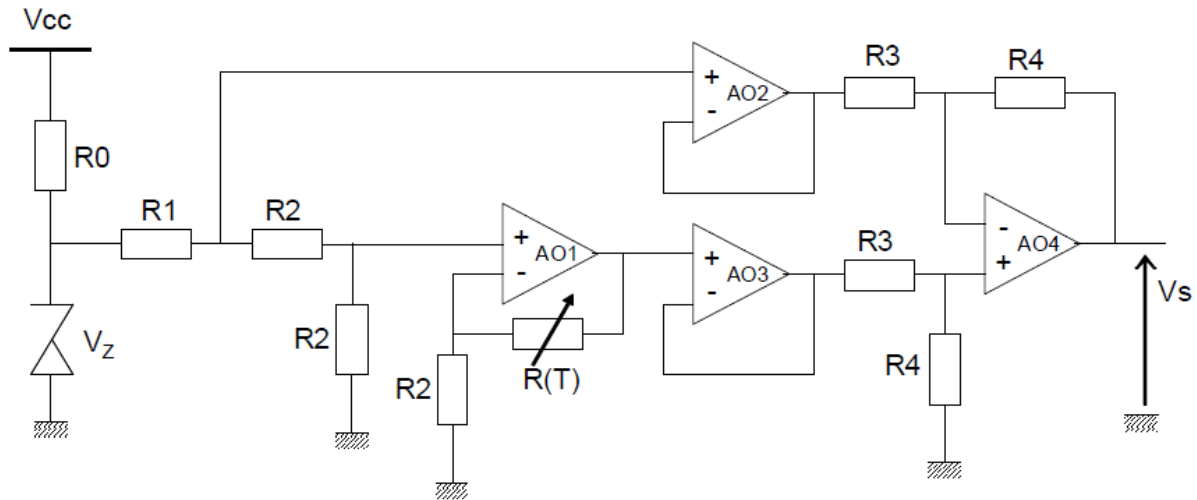 Vcc
R0
R1
R2
VZ
R2
R2
+
-
AO1
R(T)
+
-
AO2
+
-
AO3
R3
R4
R3
R4
-
+
AO4
Vs